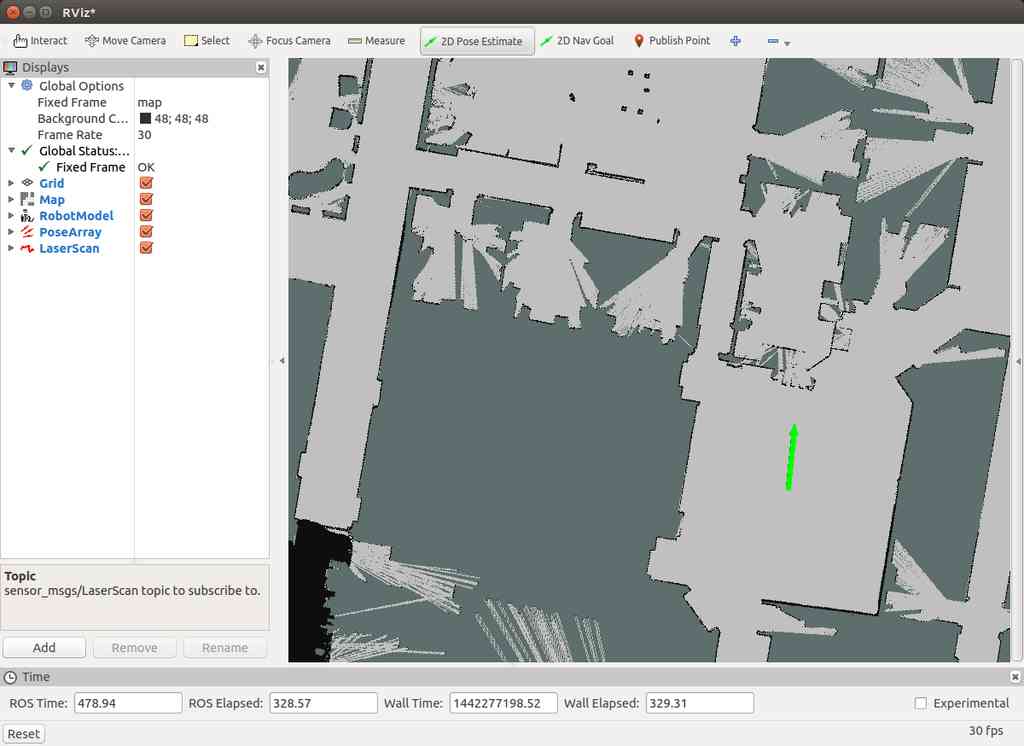 RViz*
Interact Move Camera Select Focus Camera Measure 2D Pose Estimate 2D Nav Goal Publish Point
Displays
Global Options
Fixed Frame map
Background C... 48; 48; 48
Frame Rate 30
Global Status:...
Fixed Frame OK
Grid
Map
RobotModel
PoseArray
LaserScan
Topic
sensor_msgs/LaserScan topic to subscribe to.
Add Remove Rename
Time
ROS Time: 478.94 ROS Elapsed: 328.57 Wall Time: 1442277198.52 Wall Elapsed: 329.31 Experimental
Reset 30 fps